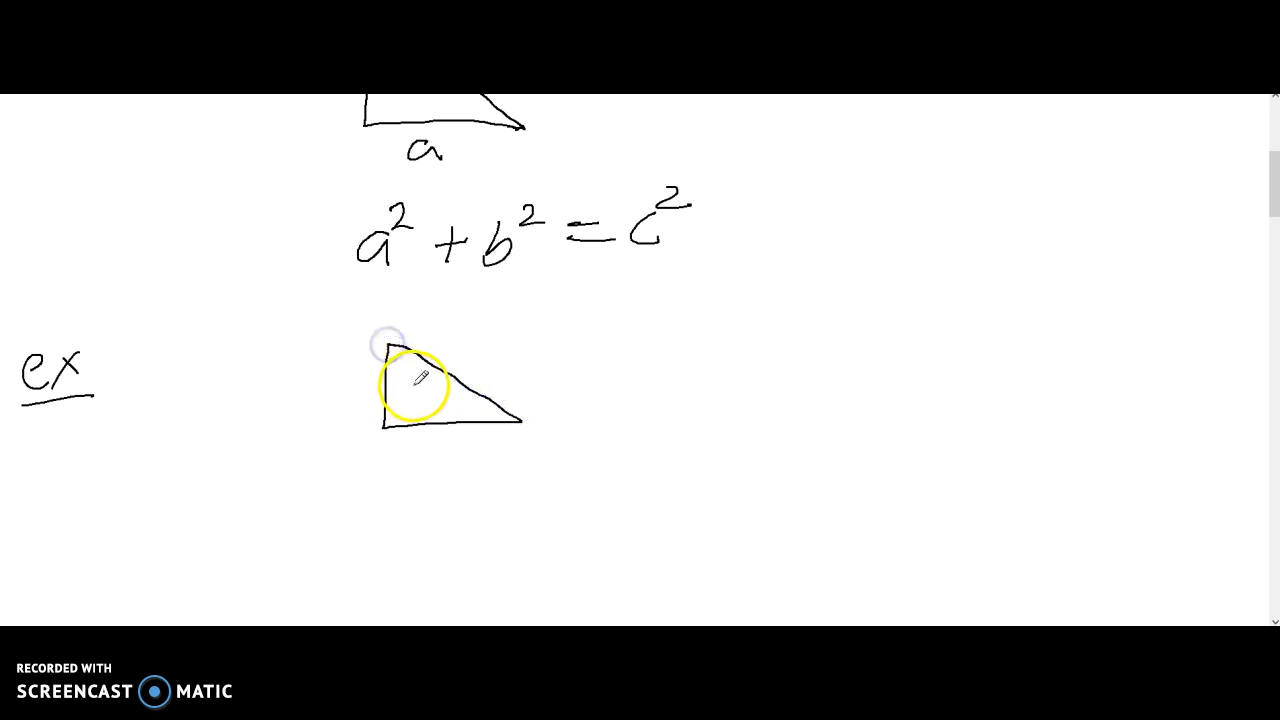 a
a² + b² = c²
ex
RECORDED WITH
SCREENCAST MATIC